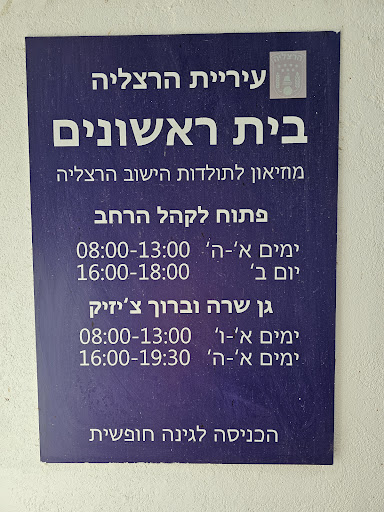 עיריית הרצליה
בית ראשונים
מוזיאון לתולדות הישוב הרצליה
פתוח לקהל הרחב
ימים א'-ה' 08:00-13:00
יום ב' 16:00-18:00
גן שרה וברוך צ'יזיק
ימים א'-ו' 08:00-13:00
ימים א'-ה' 16:00-19:30
הכניסה לגינה חופשית